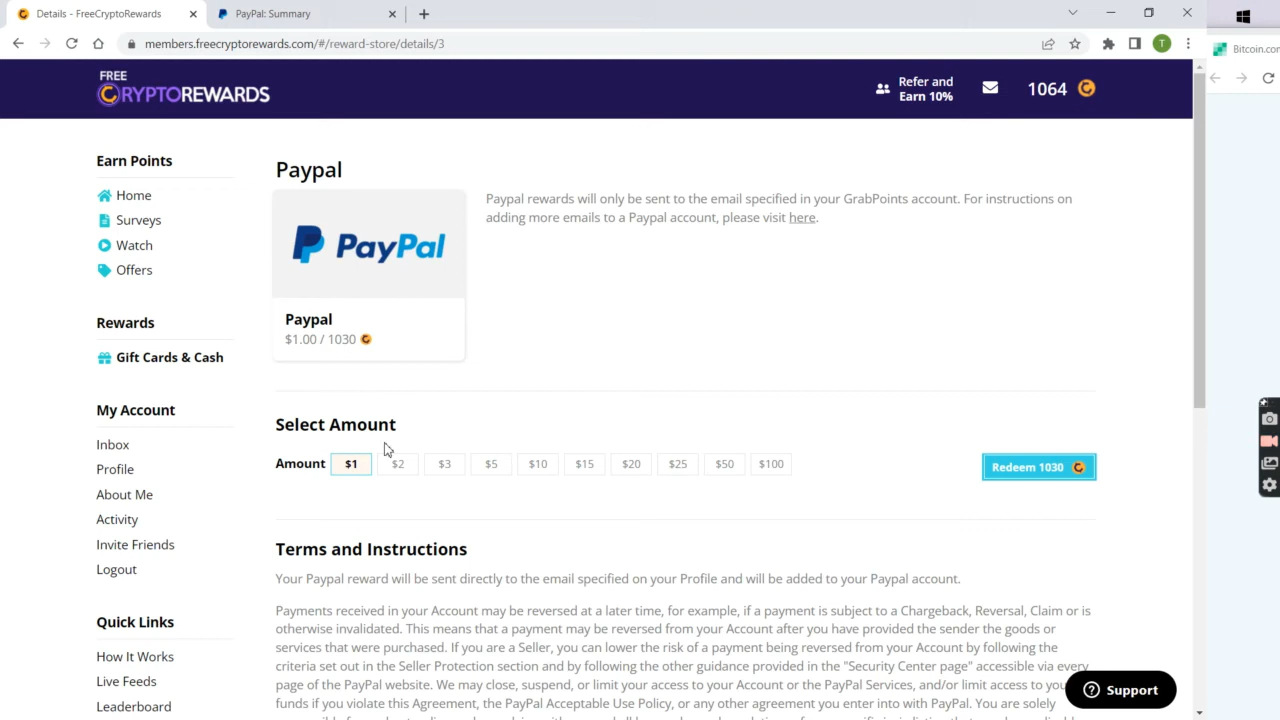 Details - FreeCryptoRewards
PayPal: Summary
members.freecryptorewards.com/#/reward-store/details/3
T
Bitcoin.com
FREE
CRYPTOREWARDS
Refer and
Earn 10%
1064
Earn Points
Home
Surveys
Watch
Offers
Rewards
Gift Cards & Cash
My Account
Inbox
Profile
About Me
Activity
Invite Friends
Logout
Quick Links
How It Works
Live Feeds
Leaderboard
Paypal
PayPal
Paypal
$1.00 / 1030
Paypal rewards will only be sent to the email specified in your GrabPoints account. For instructions on
adding more emails to a Paypal account, please visit here.
Select Amount
Amount $1 $2 $3 $5 $10 $15 $20 $25 $50 $100
Redeem 1030
Terms and Instructions
Your Paypal reward will be sent directly to the email specified on your Profile and will be added to your Paypal account.
Payments received in your Account may be reversed at a later time, for example, if a payment is subject to a Chargeback, Reversal, Claim or is
otherwise invalidated. This means that a payment may be reversed from your Account after you have provided the sender the goods or
services that were purchased. If you are a Seller, you can lower the risk of a payment being reversed from your Account by following the
criteria set out in the Seller Protection section and by following the other guidance provided in the "Security Center page" accessible via every
page of the PayPal website. We may close, suspend, or limit your access to your Account or the PayPal Services, and/or limit access to
funds if you violate this Agreement, the PayPal Acceptable Use Policy, or any other agreement you enter into with PayPal. You are solely
Support